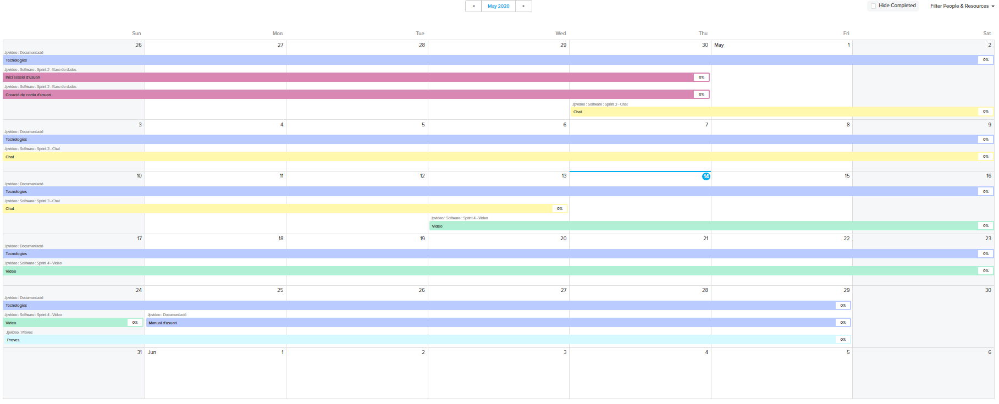 ◂ May 2020 ▸
Hide Completed Filter People & Resources
Sun Mon Tue Wed Thu Fri Sat
26 27 28 29 30 May 1 2
Jpvideo : Documentació
Tecnologies 0%
Jpvideo : Software : Sprint 2 - Base de dades
Inici sessió d'usuari 0%
Jpvideo : Software : Sprint 2 - Base de dades
Creació de conta d'usuari 0%
Jpvideo : Software : Sprint 3 - Chat
Chat 0%
3 4 5 6 7 8 9
Jpvideo : Documentació
Tecnologies 0%
Jpvideo : Software : Sprint 3 - Chat
Chat 0%
10 11 12 13 14 15 16
Jpvideo : Documentació
Tecnologies 0%
Jpvideo : Software : Sprint 3 - Chat
Chat 0%
Jpvideo : Software : Sprint 4 - Video
Video 0%
17 18 19 20 21 22 23
Jpvideo : Documentació
Tecnologies 0%
Jpvideo : Software : Sprint 4 - Video
Video 0%
24 25 26 27 28 29 30
Jpvideo : Documentació
Tecnologies 0%
Jpvideo : Software : Sprint 4 - Video Jpvideo : Documentació
Video 0% Manual d'usuari 0%
Jpvideo : Proves
Proves 0%
31 Jun 1 2 3 4 5 6